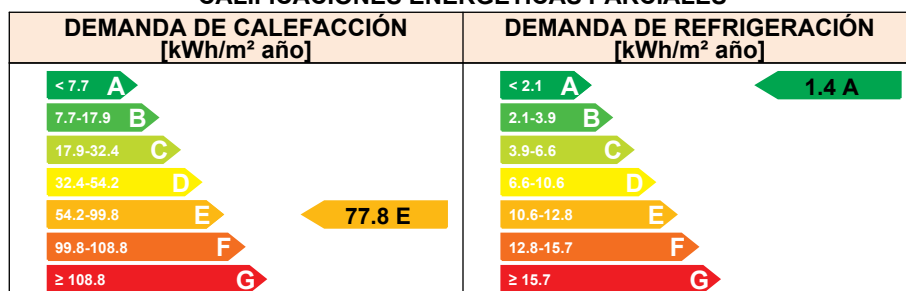 CALIFICACIONES ENERGÉTICAS PARCIALES
DEMANDA DE CALEFACCIÓN
[kWh/m² año]
< 7.7 A
7.7-17.9 B
17.9-32.4 C
32.4-54.2 D
54.2-99.8 E
77.8 E
99.8-108.8 F
≥ 108.8 G
DEMANDA DE REFRIGERACIÓN
[kWh/m² año]
< 2.1 A
1.4 A
2.1-3.9 B
3.9-6.6 C
6.6-10.6 D
10.6-12.8 E
12.8-15.7 F
≥ 15.7 G